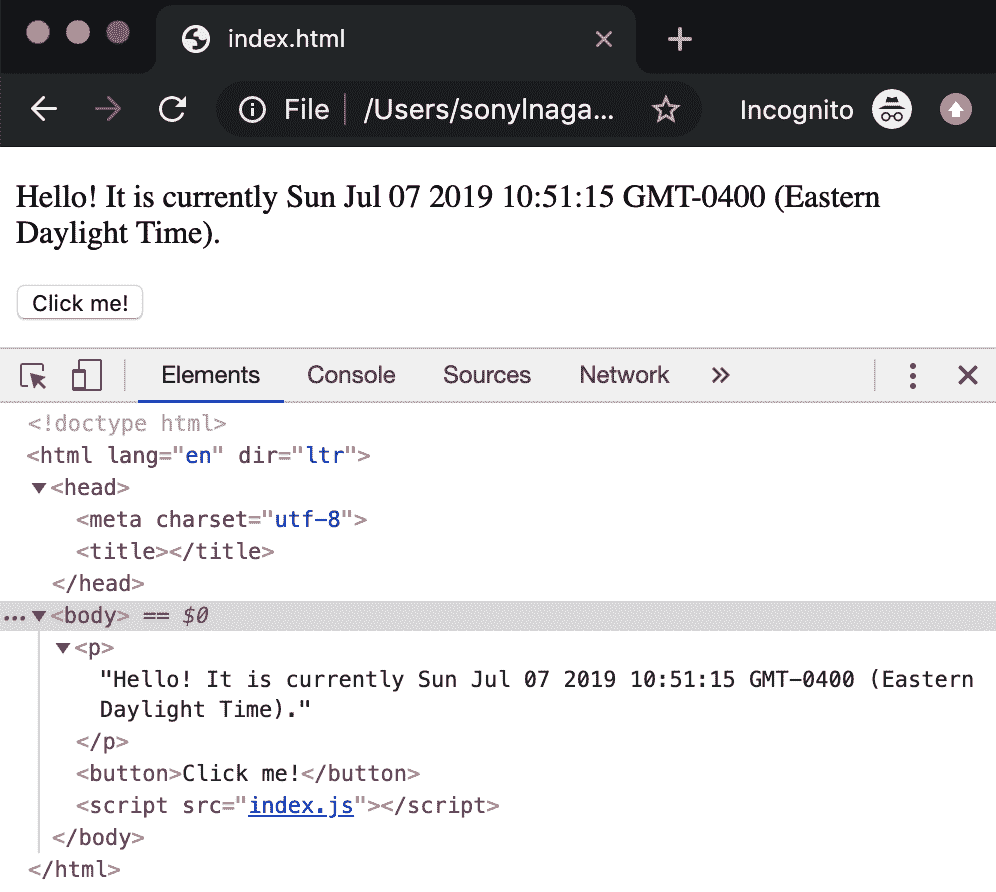 index.html
File
/Users/sonylnaga...
Incognito
Hello! It is currently Sun Jul 07 2019 10:51:15 GMT-0400 (Eastern
Daylight Time).
Click me!
Elements Console Sources Network »
<!doctype html>
<html lang="en" dir="ltr">
<head>
<meta charset="utf-8">
<title></title>
</head>
...<body> == $0
<p>
"Hello! It is currently Sun Jul 07 2019 10:51:15 GMT-0400 (Eastern
Daylight Time)."
</p>
<button>Click me!</button>
<script src="index.js"></script>
</body>
</html>